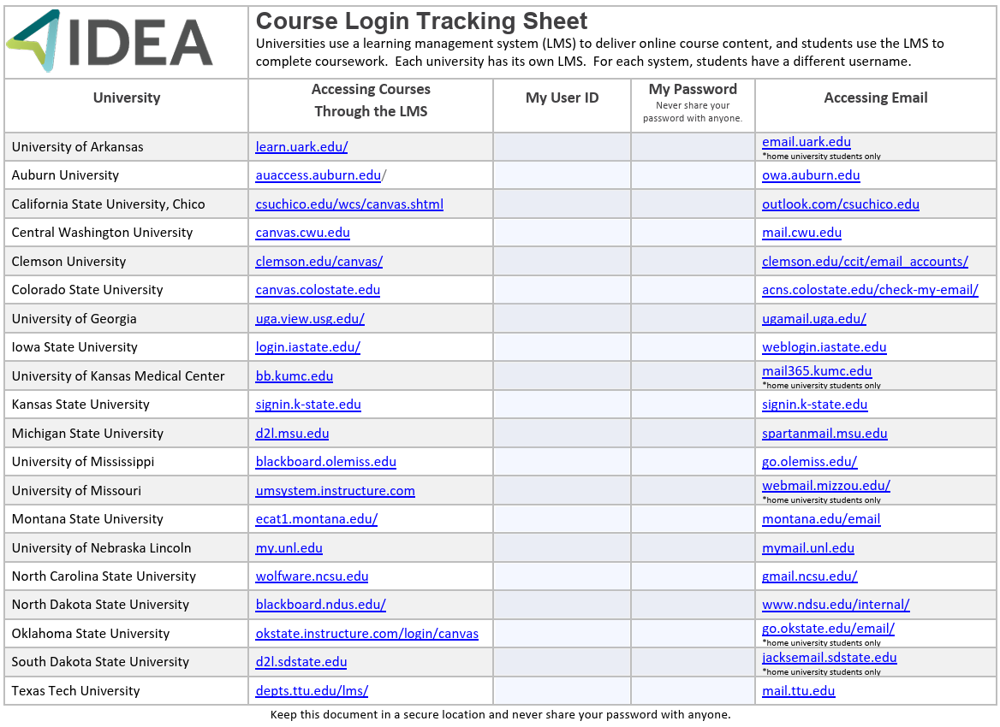 IDEA
Course Login Tracking Sheet
Universities use a learning management system (LMS) to deliver online course content, and students use the LMS to
complete coursework. Each university has its own LMS. For each system, students have a different username.
University
Accessing Courses
Through the LMS
My User ID
My Password
Never share your
password with anyone.
Accessing Email
University of Arkansas learn.uark.edu/ email.uark.edu
*home university students only
Auburn University auaccess.auburn.edu/ owa.auburn.edu
California State University, Chico csuchico.edu/wcs/canvas.shtml outlook.com/csuchico.edu
Central Washington University canvas.cwu.edu mail.cwu.edu
Clemson University clemson.edu/canvas/ clemson.edu/ccit/email_accounts/
Colorado State University canvas.colostate.edu acns.colostate.edu/check-my-email/
University of Georgia uga.view.usg.edu/ ugamail.uga.edu/
Iowa State University login.iastate.edu/ weblogin.iastate.edu
University of Kansas Medical Center bb.kumc.edu mail365.kumc.edu
*home university students only
Kansas State University signin.k-state.edu signin.k-state.edu
Michigan State University d2l.msu.edu spartanmail.msu.edu
University of Mississippi blackboard.olemiss.edu go.olemiss.edu/
University of Missouri umsystem.instructure.com webmail.mizzou.edu/
*home university students only
Montana State University ecat1.montana.edu/ montana.edu/email
University of Nebraska Lincoln my.unl.edu mymail.unl.edu
North Carolina State University wolfware.ncsu.edu gmail.ncsu.edu/
North Dakota State University blackboard.ndus.edu/ www.ndsu.edu/internal/
Oklahoma State University okstate.instructure.com/login/canvas go.okstate.edu/email/
*home university students only
South Dakota State University d2l.sdstate.edu jacksemail.sdstate.edu
*home university students only
Texas Tech University depts.ttu.edu/lms/ mail.ttu.edu
Keep this document in a secure location and never share your password with anyone.